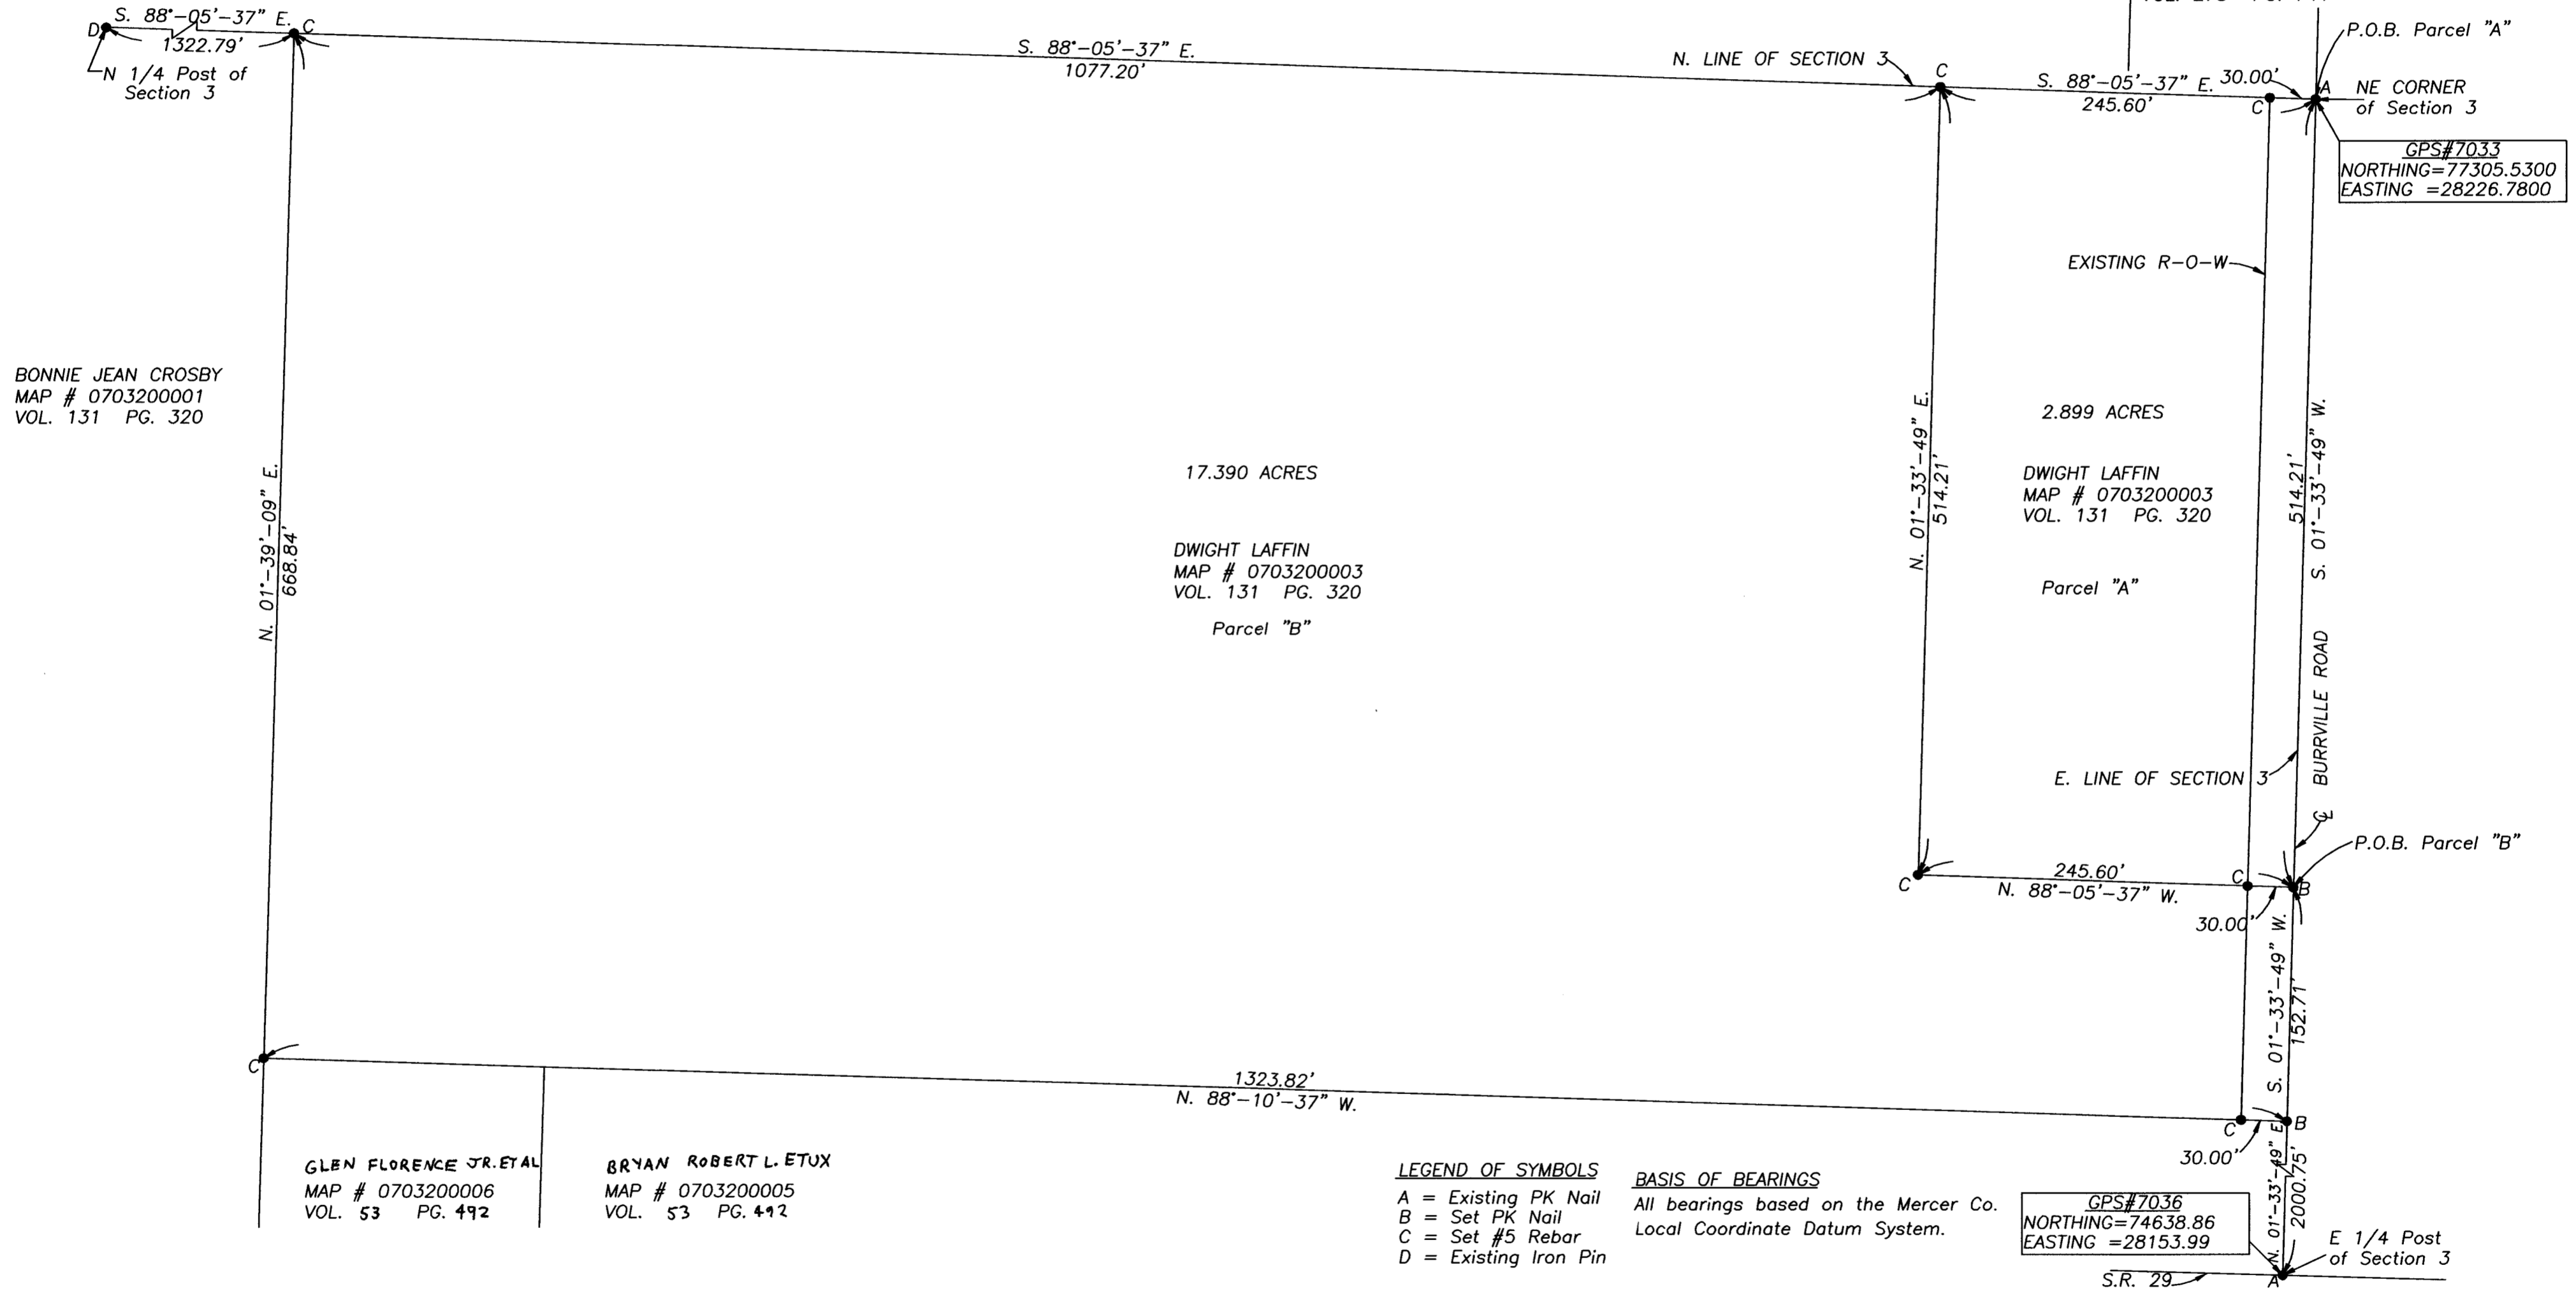 S. 88°-05'-37" E.
1322.79'
D
C
N 1/4 Post of
Section 3
S. 88°-05'-37" E.
1077.20'
N. LINE OF SECTION 3
C
S. 88°-05'-37" E.
245.60'
30.00'
C
A
P.O.B. Parcel "A"
NE CORNER
of Section 3
GPS#7033
NORTHING=77305.5300
EASTING =28226.7800
EXISTING R-O-W
BONNIE JEAN CROSBY
MAP # 0703200001
VOL. 131 PG. 320
N. 01°-39'-09" E.
668.84'
17.390 ACRES
DWIGHT LAFFIN
MAP # 0703200003
VOL. 131 PG. 320
Parcel "B"
N. 01°-33'-49" E.
514.21'
2.899 ACRES
DWIGHT LAFFIN
MAP # 0703200003
VOL. 131 PG. 320
Parcel "A"
514.21'
S. 01°-33'-49" W.
E. LINE OF SECTION 3
BURRVILLE ROAD
P.O.B. Parcel "B"
C
245.60'
N. 88°-05'-37" W.
C
B
30.00'
S. 01°-33'-49" W.
152.71'
C
1323.82'
N. 88°-10'-37" W.
C
B
30.00'
N. 01°-33'-49" E.
2000.75'
GLEN FLORENCE JR. ET AL
MAP # 0703200006
VOL. 53 PG. 492
BRYAN ROBERT L. ETUX
MAP # 0703200005
VOL. 53 PG. 492
LEGEND OF SYMBOLS
A = Existing PK Nail
B = Set PK Nail
C = Set #5 Rebar
D = Existing Iron Pin
BASIS OF BEARINGS
All bearings based on the Mercer Co.
Local Coordinate Datum System.
GPS#7036
NORTHING=74638.86
EASTING =28153.99
E 1/4 Post
of Section 3
S.R. 29
A